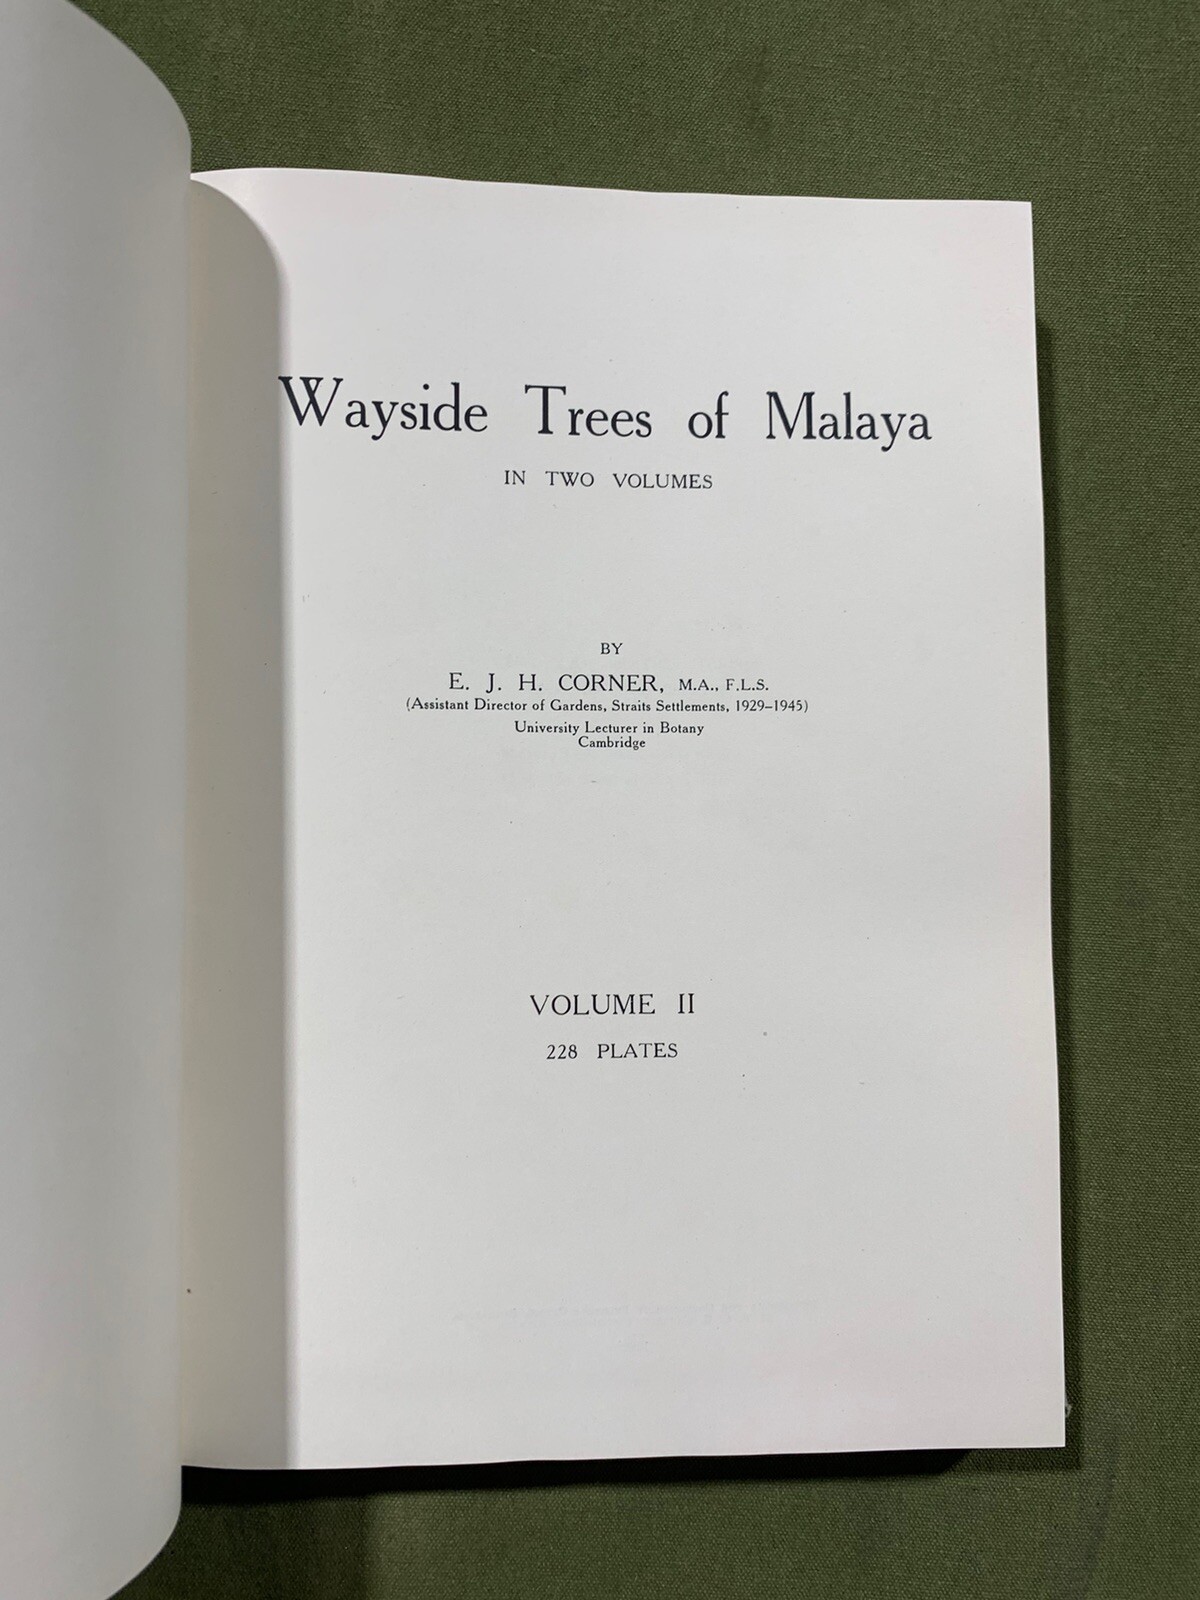 Wayside Trees of Malaya
IN TWO VOLUMES
BY
E. J. H. CORNER, M.A., F.L.S.
(Assistant Director of Gardens, Straits Settlements, 1929–1945)
University Lecturer in Botany
Cambridge
VOLUME II
228 PLATES